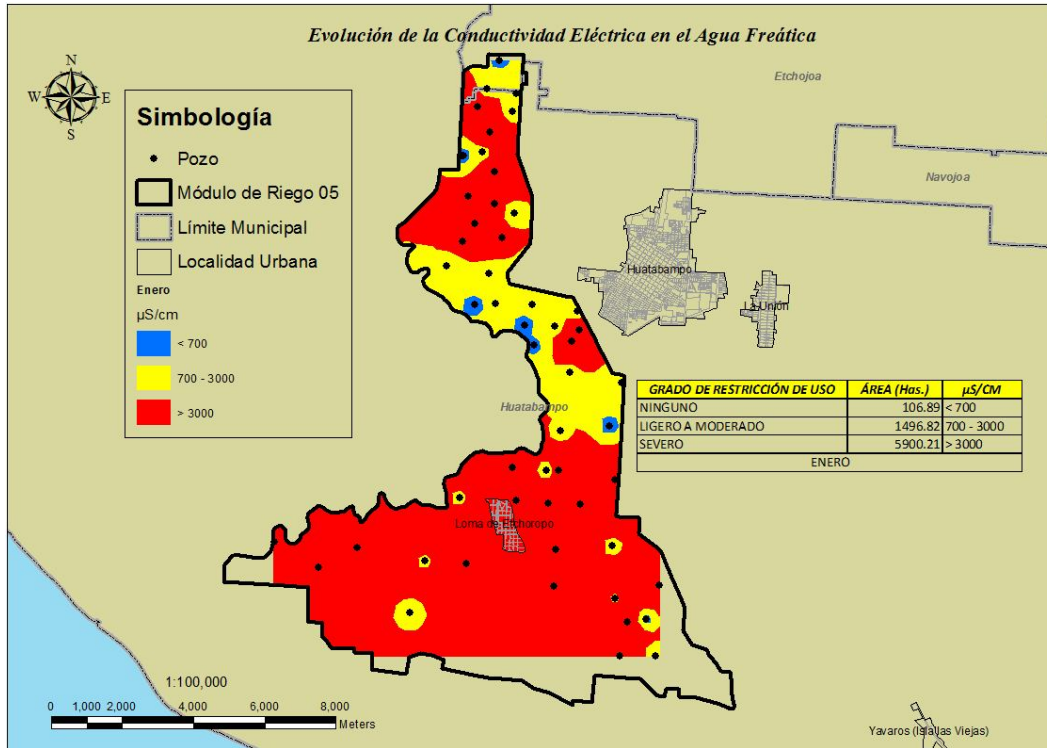 Evolución de la Conductividad Eléctrica en el Agua Freática
N
W E
S
Simbología
Pozo
Módulo de Riego 05
Límite Municipal
Localidad Urbana
Enero
µS/cm
< 700
700 - 3000
> 3000
Etchojoa
Navojoa
Huatabampo
La Unión
Huatabampo
GRADO DE RESTRICCIÓN DE USO ÁREA (Has.) µS/CM
NINGUNO 106.89 < 700
LIGERO A MODERADO 1496.82 700 - 3000
SEVERO 5900.21 > 3000
ENERO
Loma de Etchoropo
1:100,000
0 1,000 2,000 4,000 6,000 8,000
Meters
Yavaros (Isla las Viejas)